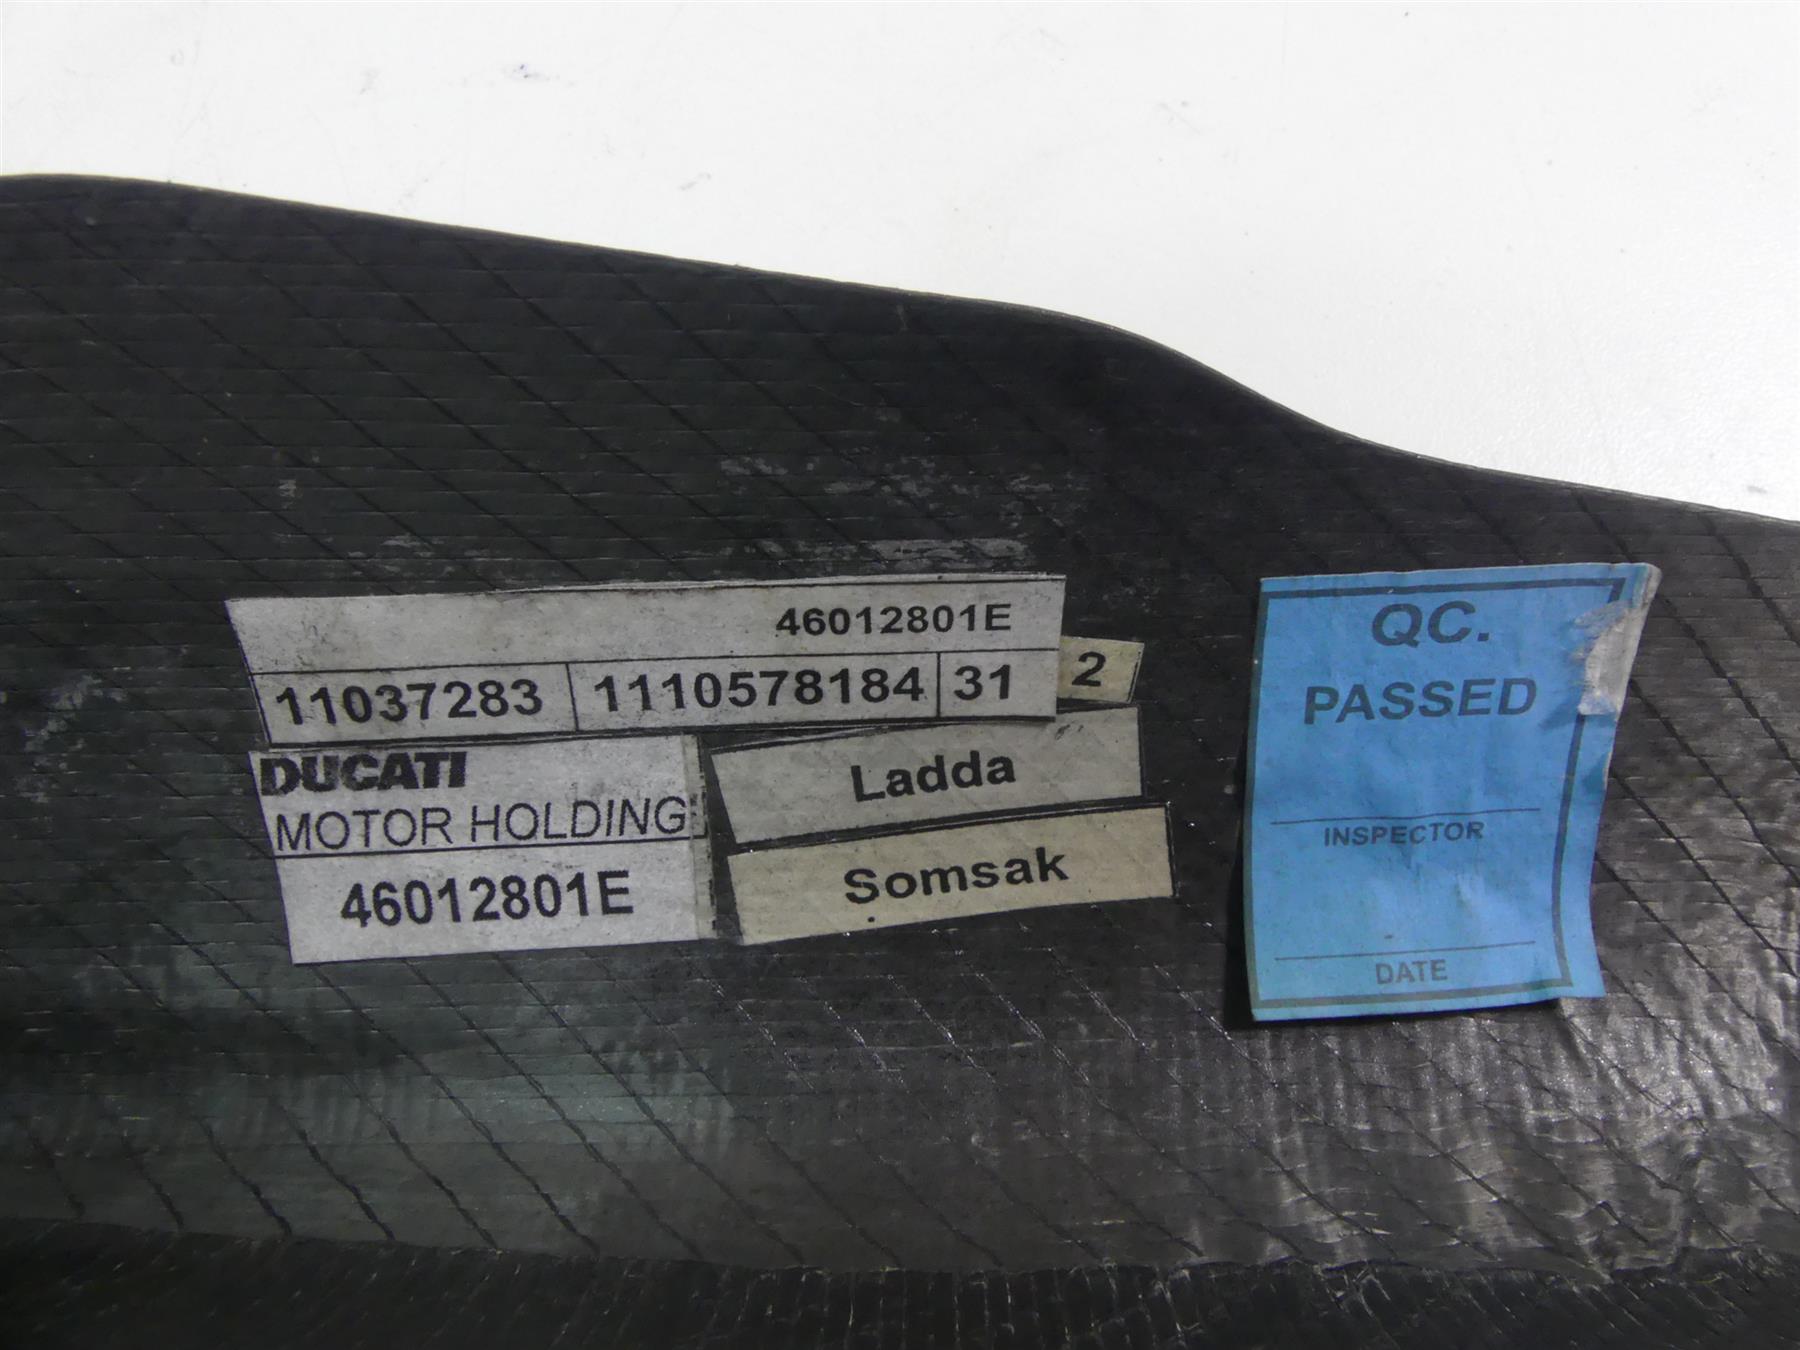 46012801E
11037283 1110578184 31 2
DUCATI
MOTOR HOLDING
46012801E
Ladda
Somsak
QC.
PASSED
INSPECTOR
DATE